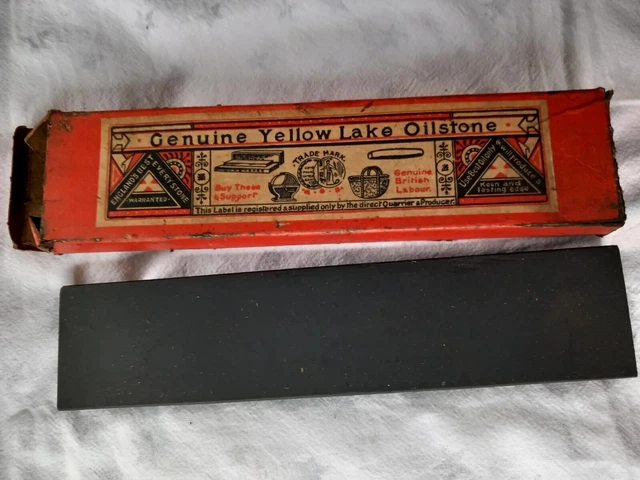 Genuine Yellow Lake Oilstone
ENGLAND'S BEST
EVERY STONE
WARRANTED
Buy These
& Support
TRADE MARK
Genuine
British
Labour.
Keen and
lasting edge
This Label is registered & supplied only by the direct Quarrier & Producer